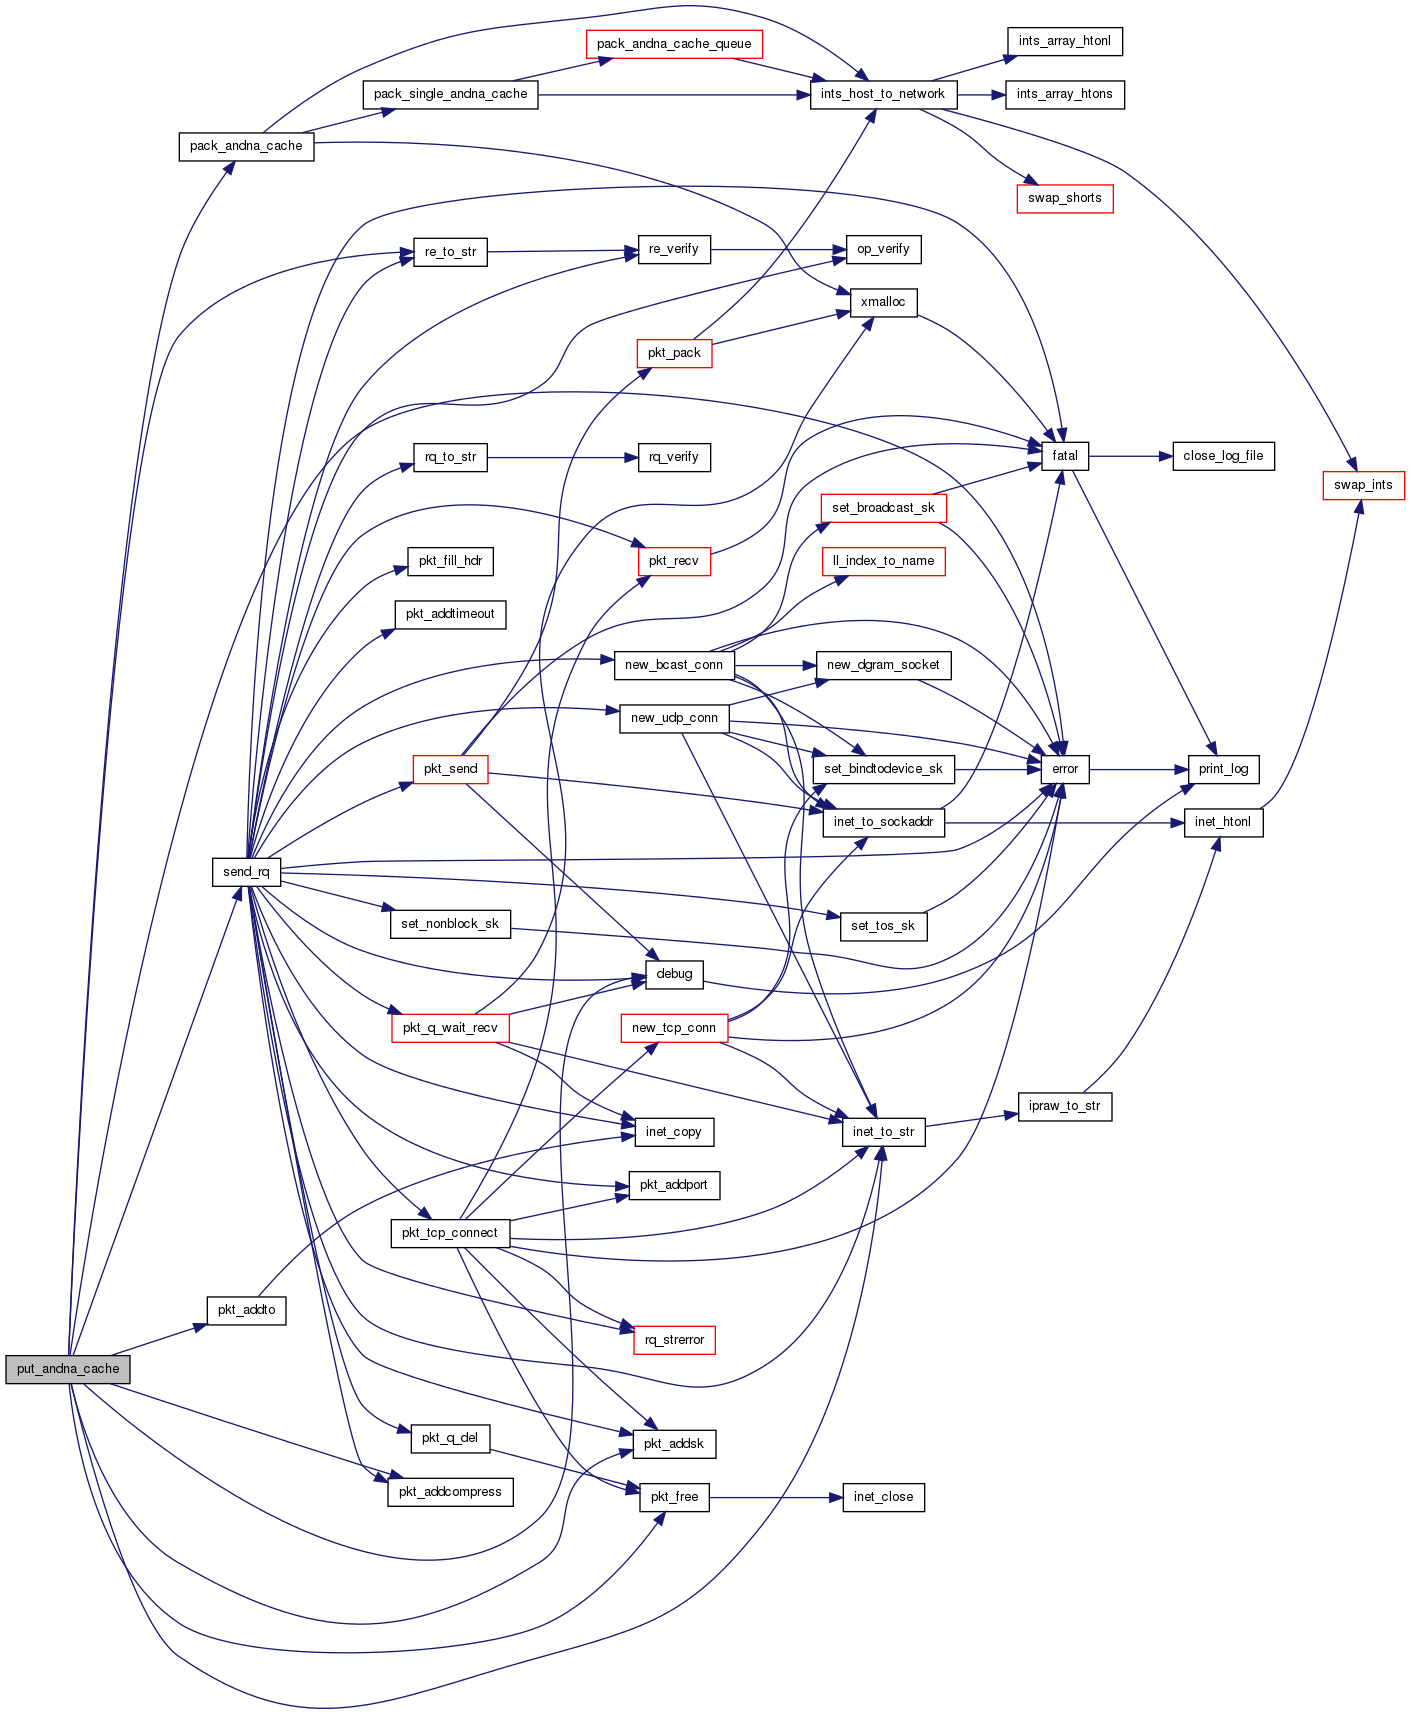 ints_array_htonl
pack_andna_cache_queue
pack_single_andna_cache
ints_host_to_network
ints_array_htons
pack_andna_cache
swap_shorts
re_to_str
re_verify
op_verify
xmalloc
pkt_pack
rq_to_str
rq_verify
fatal
close_log_file
swap_ints
set_broadcast_sk
pkt_fill_hdr
pkt_recv
ll_index_to_name
pkt_addtimeout
new_bcast_conn
new_dgram_socket
new_udp_conn
pkt_send
set_bindtodevice_sk
error
print_log
inet_to_sockaddr
inet_htonl
send_rq
set_nonblock_sk
set_tos_sk
debug
pkt_q_wait_recv
new_tcp_conn
ipraw_to_str
inet_copy
inet_to_str
pkt_addport
pkt_tcp_connect
pkt_addto
rq_strerror
put_andna_cache
pkt_q_del
pkt_addsk
pkt_addcompress
pkt_free
inet_close